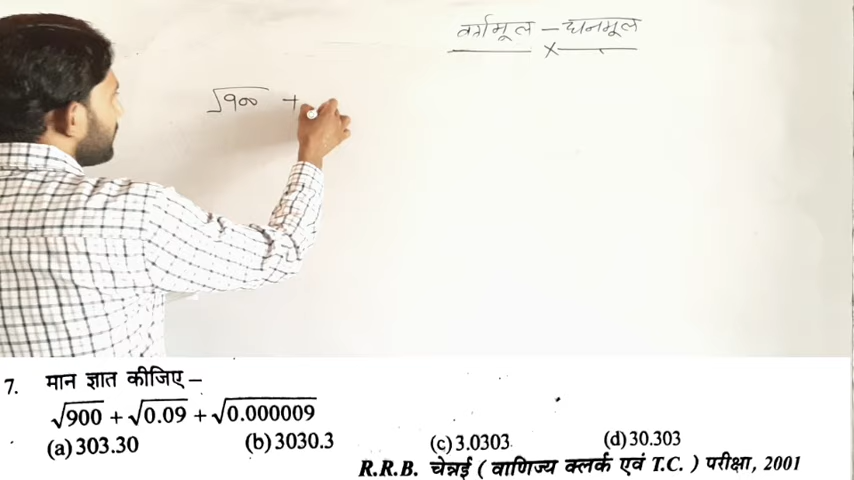 वर्गमूल – घनमूल
×
√९०० +
7. मान ज्ञात कीजिए –
√900 + √0.09 + √0.000009
(a) 303.30 (b) 3030.3 (c) 3.0303 (d) 30.303
R.R.B. चेन्नई ( वाणिज्य क्लर्क एवं T.C. ) परीक्षा, 2001